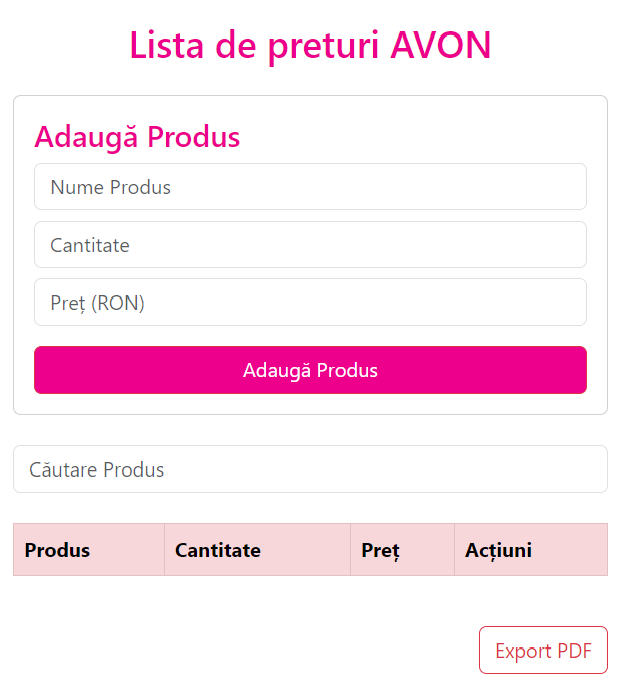 Lista de preturi AVON
Adaugă Produs
Nume Produs
Cantitate
Preț (RON)
Adaugă Produs
Căutare Produs
Produs Cantitate Preț Acțiuni
Export PDF